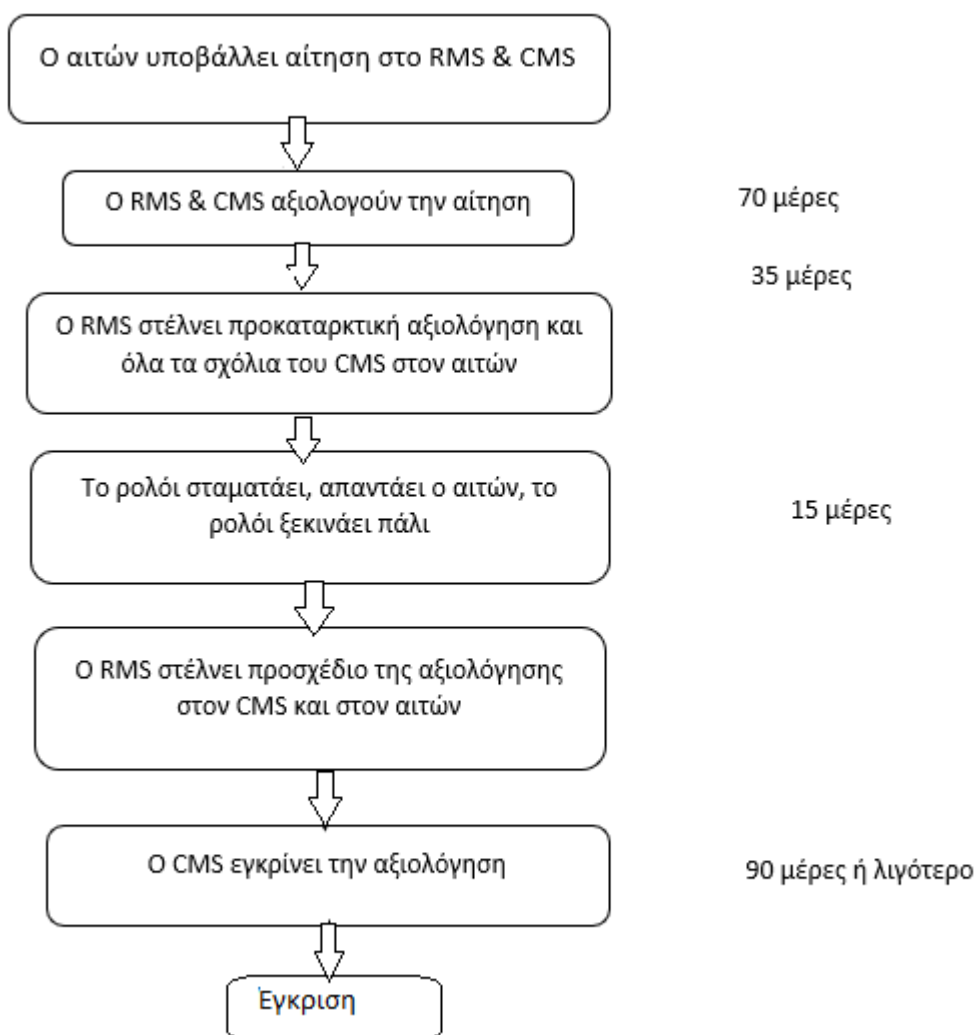 Ο αιτών υποβάλλει αίτηση στο RMS & CMS
Ο RMS & CMS αξιολογούν την αίτηση
70 μέρες
35 μέρες
Ο RMS στέλνει προκαταρκτική αξιολόγηση και
όλα τα σχόλια του CMS στον αιτών
Το ρολόι σταματάει, απαντάει ο αιτών, το
ρολόι ξεκινάει πάλι
15 μέρες
Ο RMS στέλνει προσχέδιο της αξιολόγησης
στον CMS και στον αιτών
Ο CMS εγκρίνει την αξιολόγηση
90 μέρες ή λιγότερο
Έγκριση